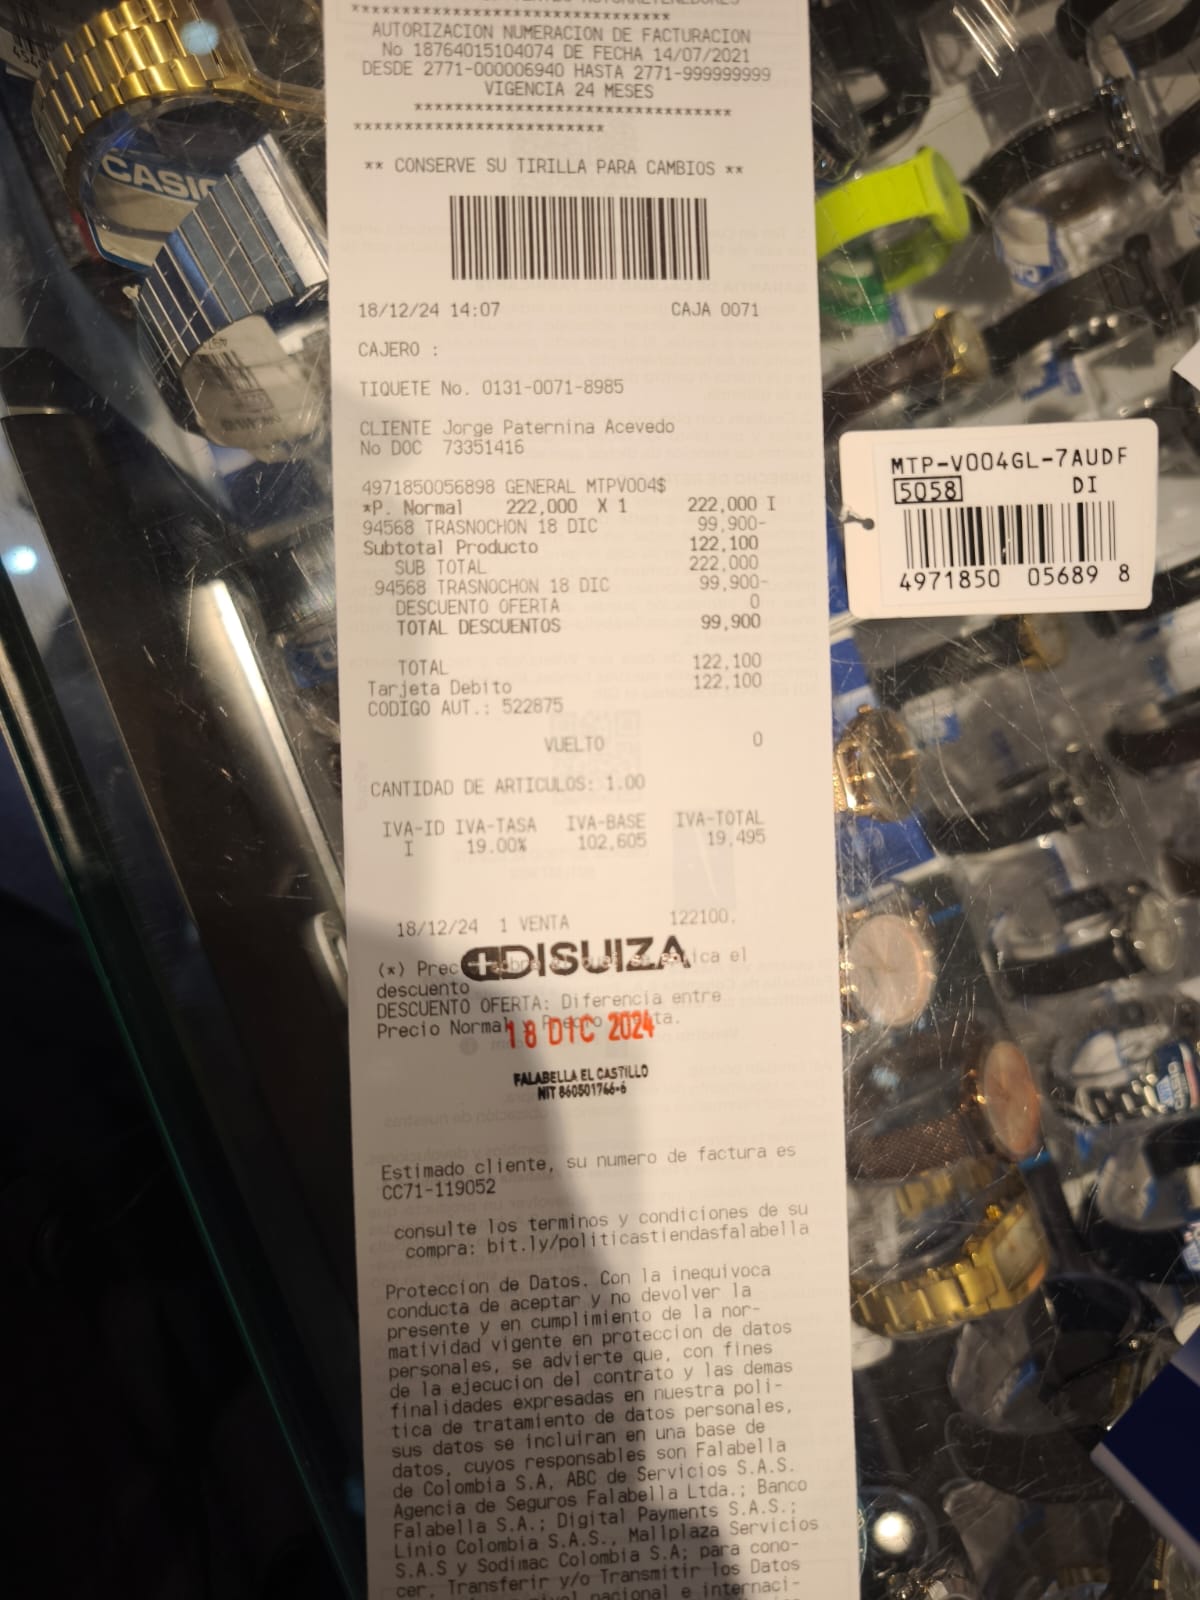 ************************************
AUTORIZACION NUMERACION DE FACTURACION
No 18764015104074 DE FECHA 14/07/2021
DESDE 2771-000006940 HASTA 2771-999999999
VIGENCIA 24 MESES
************************************
*************************
** CONSERVE SU TIRILLA PARA CAMBIOS **
18/12/24 14:07 CAJA 0071
CAJERO :
TIQUETE No. 0131-0071-8985
CLIENTE Jorge Paternina Acevedo
No DOC 73351416
4971850056898 GENERAL MTPV004$
*P. Normal 222,000 X 1 222,000 I
94568 TRASNOCHON 18 DIC 99,900-
Subtotal Producto 122,100
SUB TOTAL 222,000
94568 TRASNOCHON 18 DIC 99,900-
DESCUENTO OFERTA 0
TOTAL DESCUENTOS 99,900
TOTAL 122,100
Tarjeta Debito 122,100
CODIGO AUT.: 522875
VUELTO 0
CANTIDAD DE ARTICULOS: 1.00
IVA-ID IVA-TASA IVA-BASE IVA-TOTAL
I 19.00% 102,605 19,495
18/12/24 1 VENTA 122100.
DISUIZA
(*) Prec el
descuento
DESCUENTO OFERTA: Diferencia entre
Precio Normal
18 DIC 2024
FALABELLA EL CASTILLO
NIT 860501766-6
Estimado cliente, su numero de factura es
CC71-119052
consulte los terminos y condiciones de su
compra: bit.ly/politicastiendasfalabella
Proteccion de Datos. Con la inequivoca
conducta de aceptar y no devolver la
presente y en cumplimiento de la nor-
matividad vigente en proteccion de datos
personales, se advierte que, con fines
de la ejecucion del contrato y las demas
finalidades expresadas en nuestra poli-
tica de tratamiento de datos personales,
sus datos se incluiran en una base de
datos, cuyos responsables son Falabella
de Colombia S.A, ABC de Servicios S.A.S.
Agencia de Seguros Falabella Ltda.; Banco
Falabella S.A.; Digital Payments S.A.S.;
Linio Colombia S.A.S., Mallplaza Servicios
S.A.S y Sodimac Colombia S.A; para cono-
cer, Transferir y/o Transmitir los Datos
nivel nacional e internaci-
MTP-V004GL-7AUDF
5058 DI
4971850 05689 8
CASIO